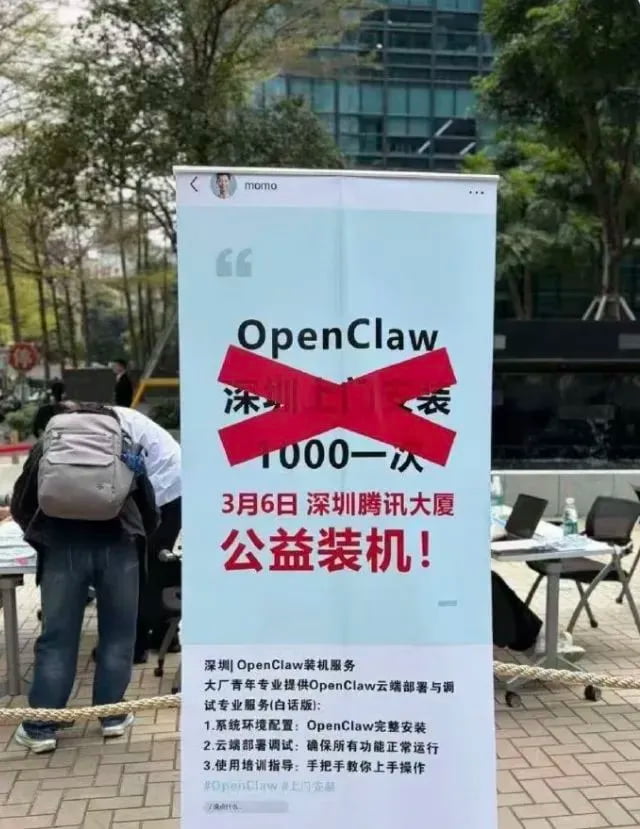 momo
OpenClaw
深圳上门安装
1000一次
3月6日 深圳腾讯大厦
公益装机！
深圳| OpenClaw装机服务
大厂青年专业提供OpenClaw云端部署与调
试专业服务(白话版):
1.系统环境配置：OpenClaw完整安装
2.云端部署调试：确保所有功能正常运行
3.使用培训指导：手把手教你上手操作
#OpenClaw #上门安装
停